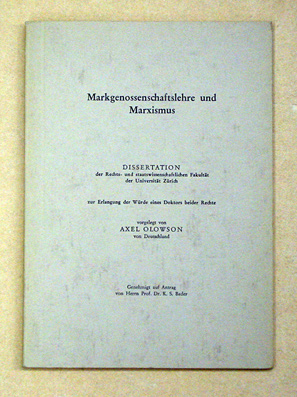 Markgenossenschaftslehre und
Marxismus
DISSERTATION
der Rechts- und staatswissenschaftlichen Fakultät
der Universität Zürich
zur Erlangung der Würde eines Doktors beider Rechte
vorgelegt von
AXEL OLOWSON
von Deutschland
Genehmigt auf Antrag
von Herrn Prof. Dr. K. S. Bader